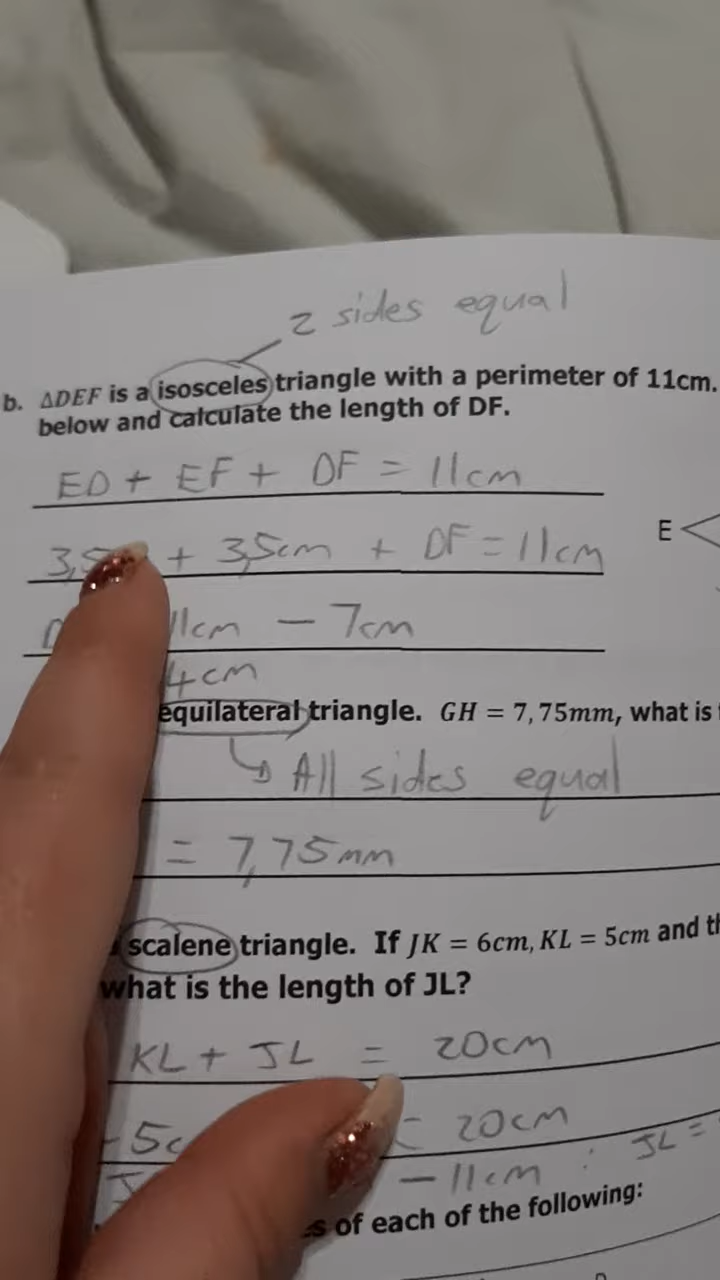 2 sides equal
b. ΔDEF is a isosceles triangle with a perimeter of 11cm.
below and calculate the length of DF.
ED + EF + DF = 11cm
E
3,5 + 3,5cm + DF = 11cm
11cm - 7cm
4cm
equilateral triangle. GH = 7,75mm, what is
All sides equal
= 7,75mm
scalene triangle. If JK = 6cm, KL = 5cm and
what is the length of JL?
KL + JL = 20cm
5c = 20cm
- 11cm : JL =
of each of the following: